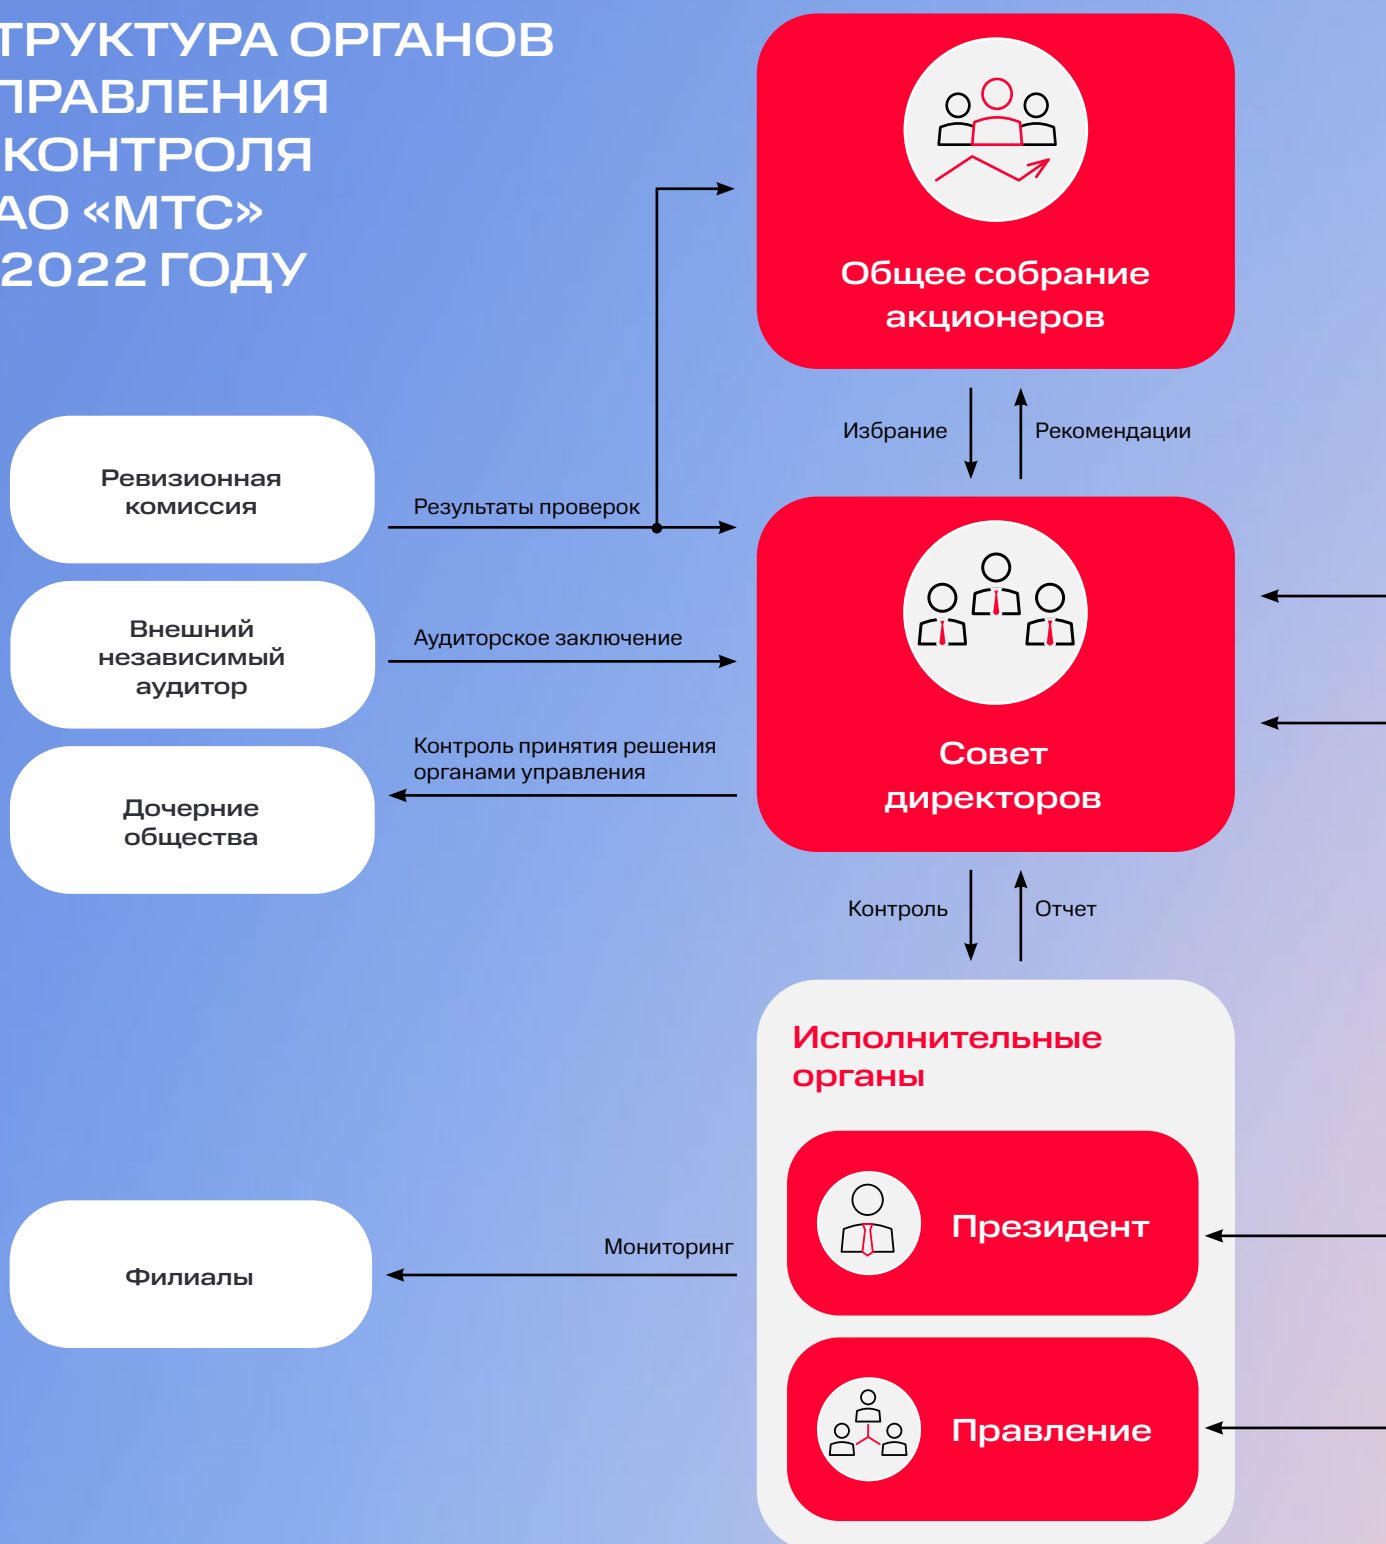 ТРУКТУРА ОРГАНОВ
ПРАВЛЕНИЯ
КОНТРОЛЯ
АО «МТС»
2022 ГОДУ
Общее собрание
акционеров
Избрание
Рекомендации
Ревизионная
комиссия
Результаты проверок
Внешний
независимый
аудитор
Аудиторское заключение
Контроль принятия решения
органами управления
Дочерние
общества
Совет
директоров
Контроль
Отчет
Исполнительные
органы
Президент
Мониторинг
Филиалы
Правление